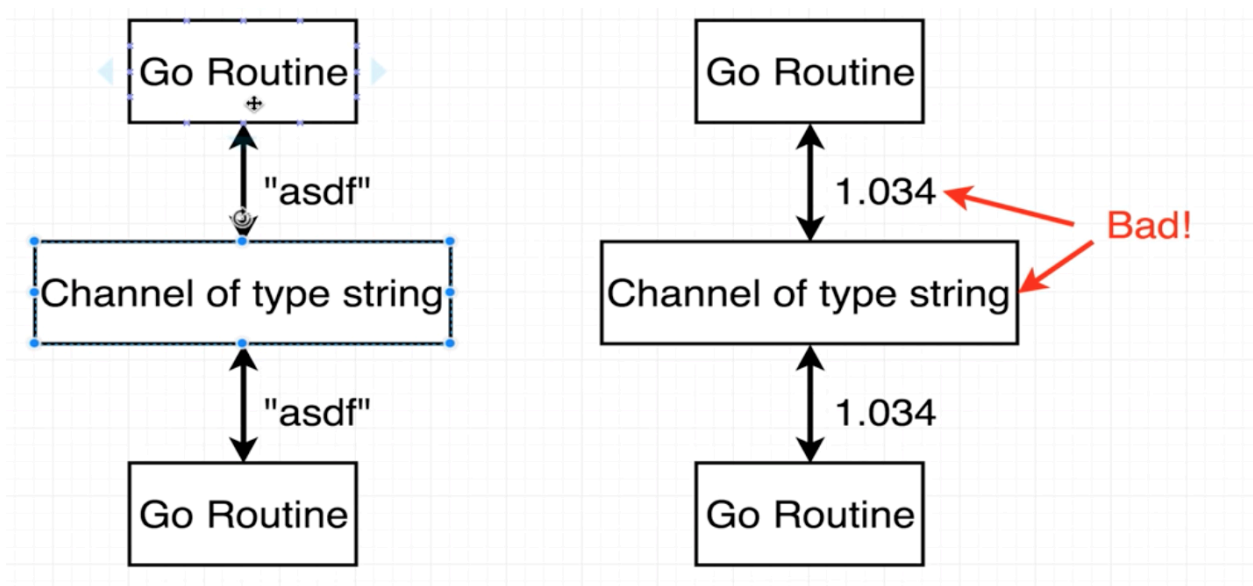 Go Routine
"asdf"
Channel of type string
"asdf"
Go Routine
Go Routine
1.034
Bad!
Channel of type string
1.034
Go Routine